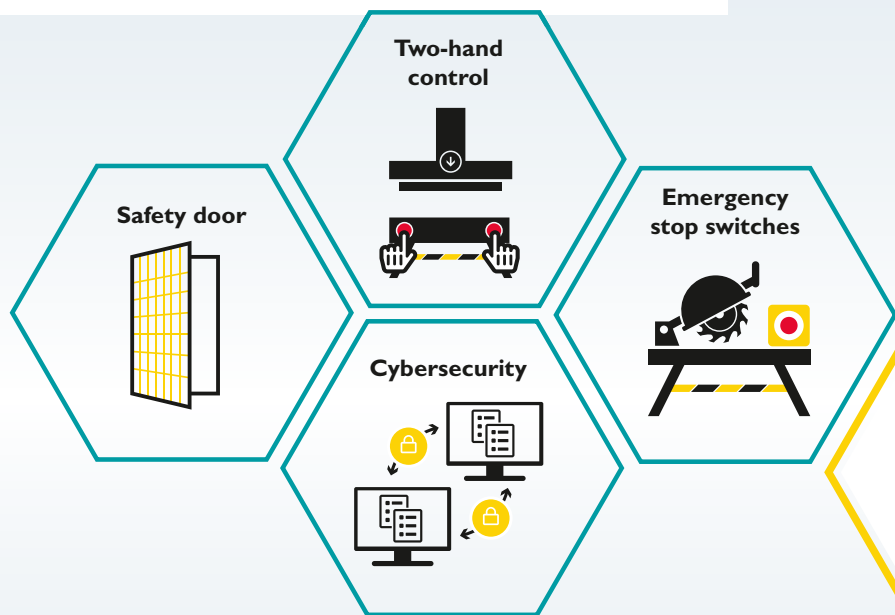 Two-hand
control
Safety door
Emergency
stop switches
Cybersecurity